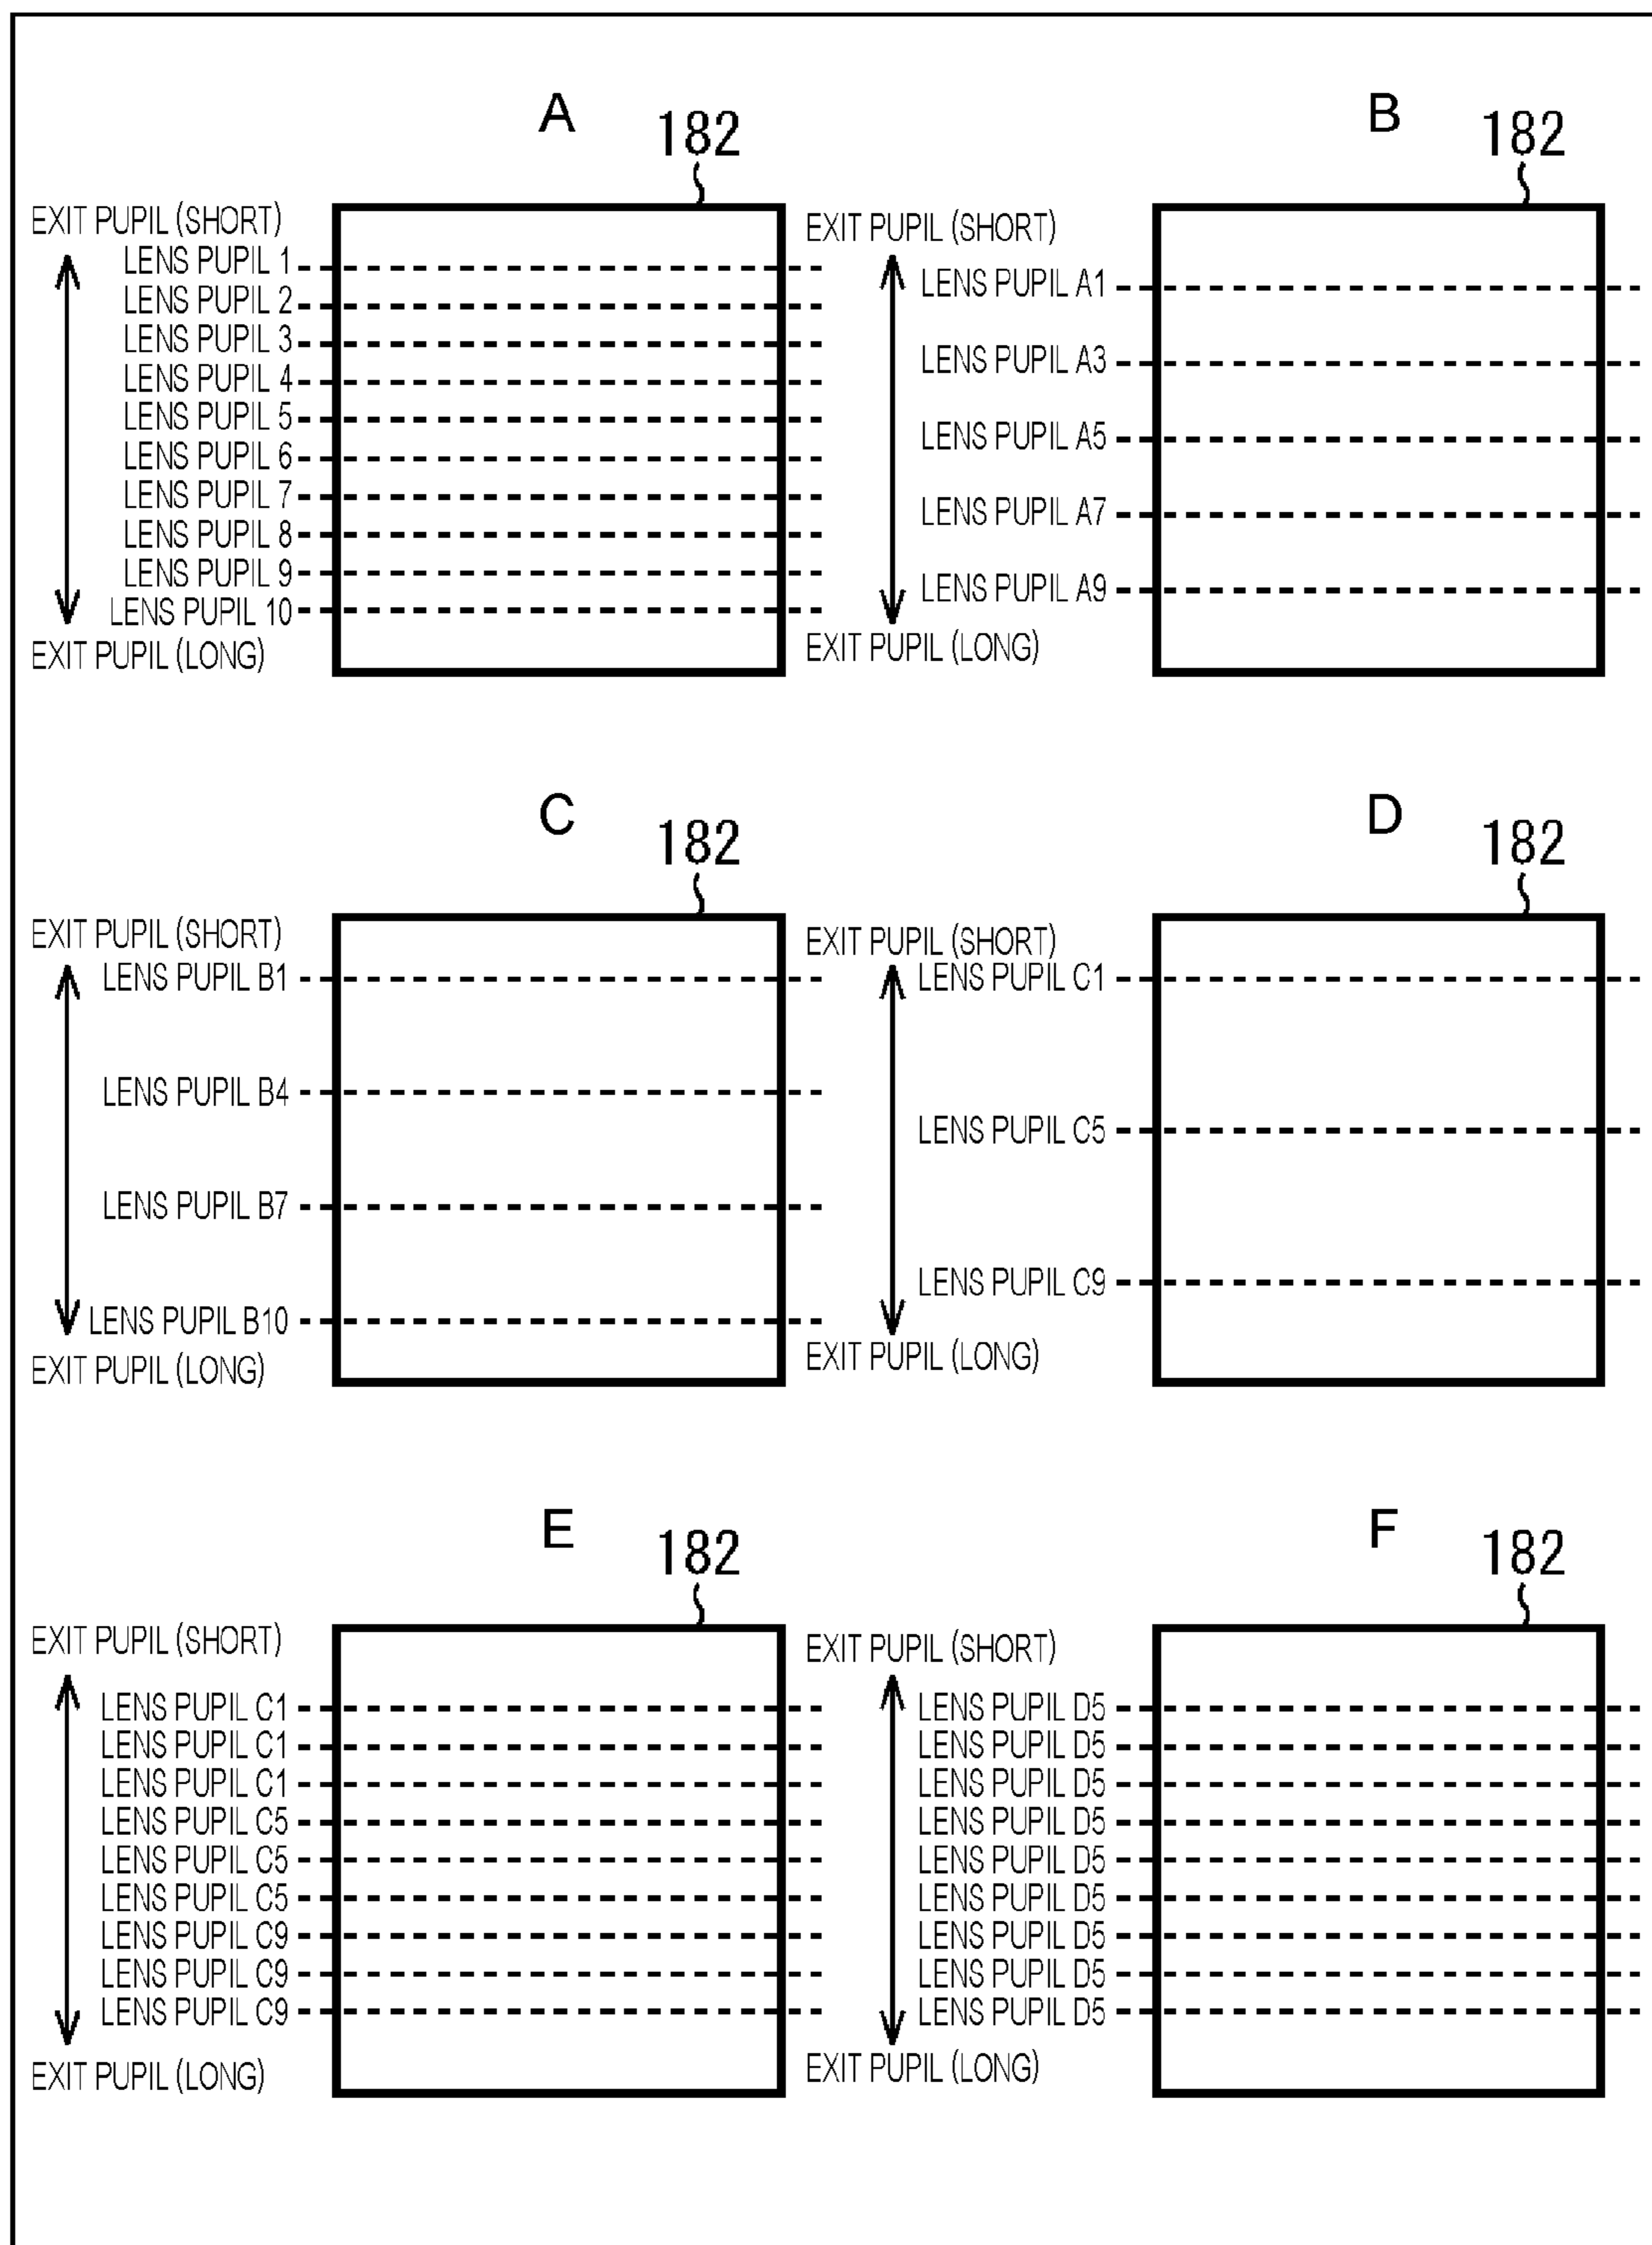 A
182
EXIT PUPIL (SHORT)
LENS PUPIL 1
LENS PUPIL 2
LENS PUPIL 3
LENS PUPIL 4
LENS PUPIL 5
LENS PUPIL 6
LENS PUPIL 7
LENS PUPIL 8
LENS PUPIL 9
LENS PUPIL 10
EXIT PUPIL (LONG)
B
182
EXIT PUPIL (SHORT)
LENS PUPIL A1
LENS PUPIL A3
LENS PUPIL A5
LENS PUPIL A7
LENS PUPIL A9
EXIT PUPIL (LONG)
C
182
EXIT PUPIL (SHORT)
LENS PUPIL B1
LENS PUPIL B4
LENS PUPIL B7
LENS PUPIL B10
EXIT PUPIL (LONG)
D
182
EXIT PUPIL (SHORT)
LENS PUPIL C1
LENS PUPIL C5
LENS PUPIL C9
EXIT PUPIL (LONG)
E
182
EXIT PUPIL (SHORT)
LENS PUPIL C1
LENS PUPIL C1
LENS PUPIL C1
LENS PUPIL C5
LENS PUPIL C5
LENS PUPIL C5
LENS PUPIL C9
LENS PUPIL C9
LENS PUPIL C9
EXIT PUPIL (LONG)
F
182
EXIT PUPIL (SHORT)
LENS PUPIL D5
LENS PUPIL D5
LENS PUPIL D5
LENS PUPIL D5
LENS PUPIL D5
LENS PUPIL D5
LENS PUPIL D5
LENS PUPIL D5
LENS PUPIL D5
EXIT PUPIL (LONG)